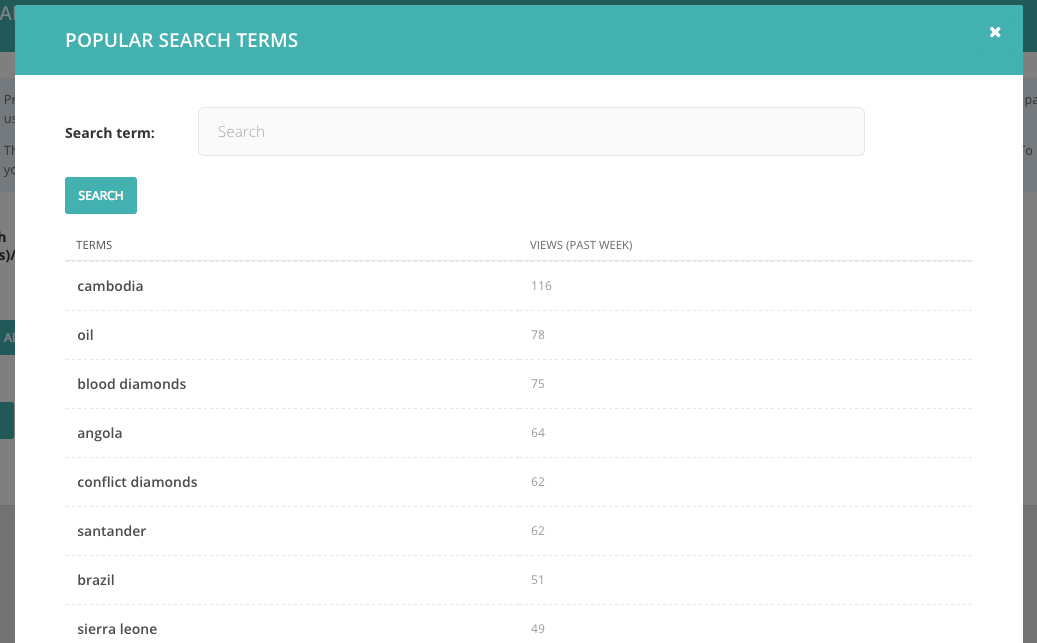 POPULAR SEARCH TERMS
Search term:
Search
SEARCH
TERMS VIEWS (PAST WEEK)
cambodia 116
oil 78
blood diamonds 75
angola 64
conflict diamonds 62
santander 62
brazil 51
sierra leone 49